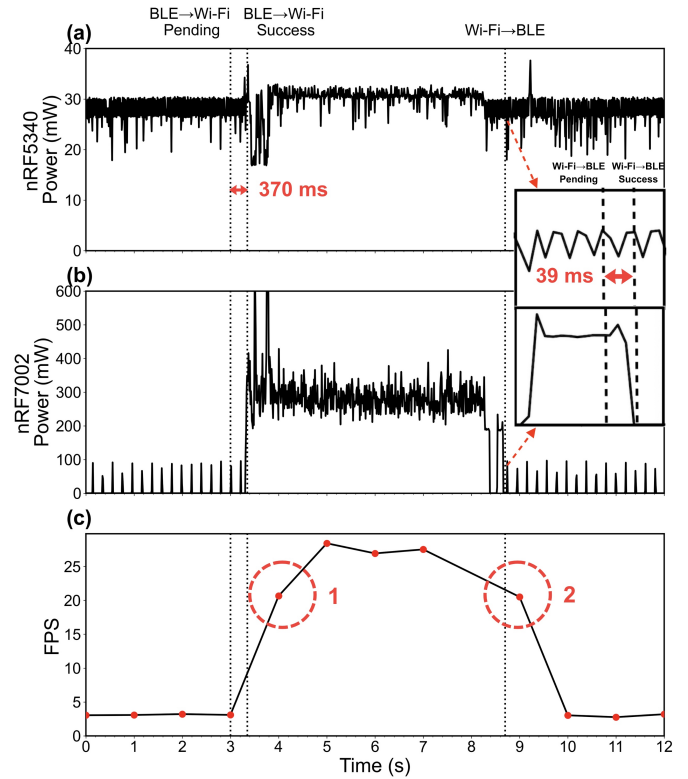 BLE→Wi-Fi
Pending
BLE→Wi-Fi
Success
Wi-Fi→BLE
(a)
40
30
20
10
0
nRF5340
Power (mW)
370 ms
Wi-Fi→BLE
Pending
Wi-Fi→BLE
Success
39 ms
(b)
600
500
400
300
200
100
0
nRF7002
Power (mW)
(c)
25
20
15
10
5
0
FPS
1
2
0 1 2 3 4 5 6 7 8 9 10 11 12
Time (s)